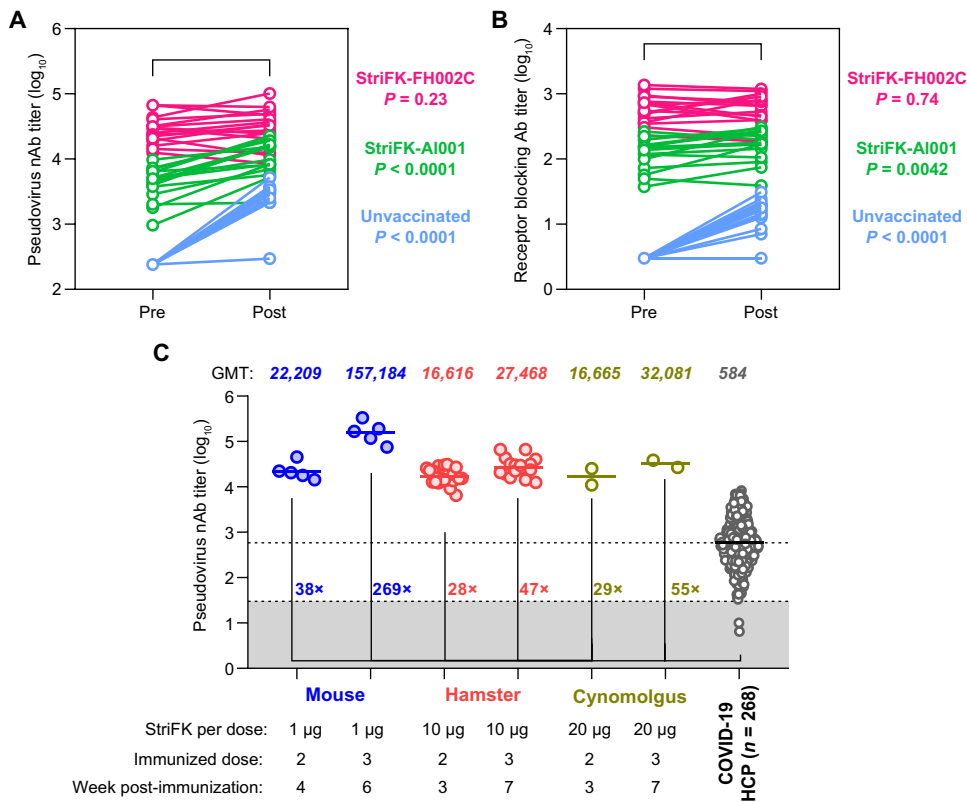 A
Pseudovirus nAb titer (log10)
6
5
4
3
2
Pre
Post
StriFK-FH002C
P = 0.23
StriFK-Al001
P < 0.0001
Unvaccinated
P < 0.0001
B
Receptor blocking Ab titer (log10)
4
3
2
1
0
Pre
Post
StriFK-FH002C
P = 0.74
StriFK-Al001
P = 0.0042
Unvaccinated
P < 0.0001
C
GMT: 22,209 157,184 16,616 27,468 16,665 32,081 584
Pseudovirus nAb titer (log10)
6
5
4
3
2
1
0
38× 269× 28× 47× 29× 55×
Mouse Hamster Cynomolgus
COVID-19
HCP (n = 268)
StriFK per dose: 1 μg 1 μg 10 μg 10 μg 20 μg 20 μg
Immunized dose: 2 3 2 3 2 3
Week post-immunization: 4 6 3 7 3 7